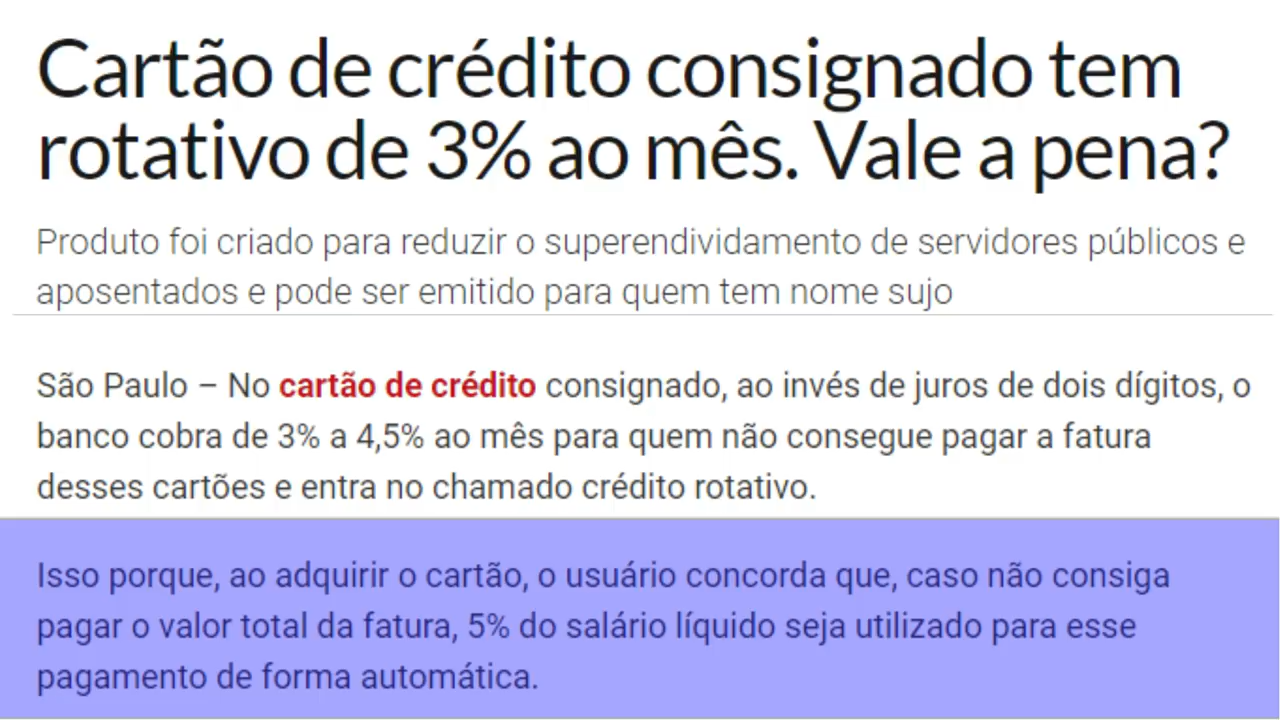 Cartão de crédito consignado tem
rotativo de 3% ao mês. Vale a pena?
Produto foi criado para reduzir o superendividamento de servidores públicos e
aposentados e pode ser emitido para quem tem nome sujo
São Paulo – No cartão de crédito consignado, ao invés de juros de dois dígitos, o
banco cobra de 3% a 4,5% ao mês para quem não consegue pagar a fatura
desses cartões e entra no chamado crédito rotativo.
Isso porque, ao adquirir o cartão, o usuário concorda que, caso não consiga
pagar o valor total da fatura, 5% do salário líquido seja utilizado para esse
pagamento de forma automática.